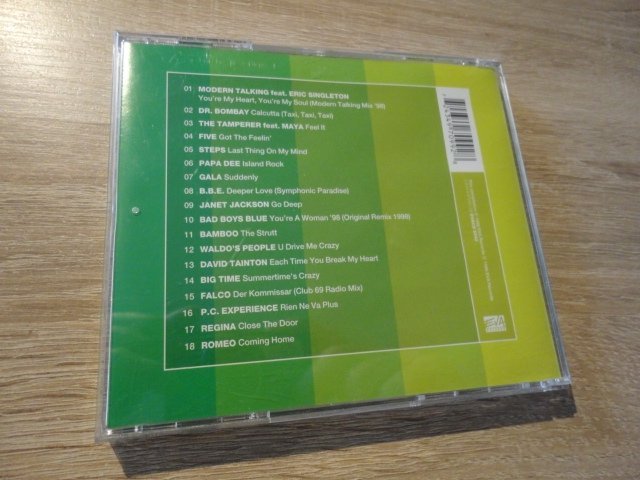 01 MODERN TALKING feat. ERIC SINGLETON
You're My Heart, You're My Soul (Modern Talking Mix '98)
02 DR. BOMBAY Calcutta (Taxi, Taxi, Taxi)
03 THE TAMPERER feat. MAYA Feel It
04 FIVE Got The Feelin'
05 STEPS Last Thing On My Mind
06 PAPA DEE Island Rock
07 GALA Suddenly
08 B.B.E. Deeper Love (Symphonic Paradise)
09 JANET JACKSON Go Deep
10 BAD BOYS BLUE You're A Woman '98 (Original Remix 1998)
11 BAMBOO The Strutt
12 WALDO'S PEOPLE U Drive Me Crazy
13 DAVID TAINTON Each Time You Break My Heart
14 BIG TIME Summertime's Crazy
15 FALCO Der Kommissar (Club 69 Radio Mix)
16 P.C. EXPERIENCE Rien Ne Va Plus
17 REGINA Close The Door
18 ROMEO Coming Home